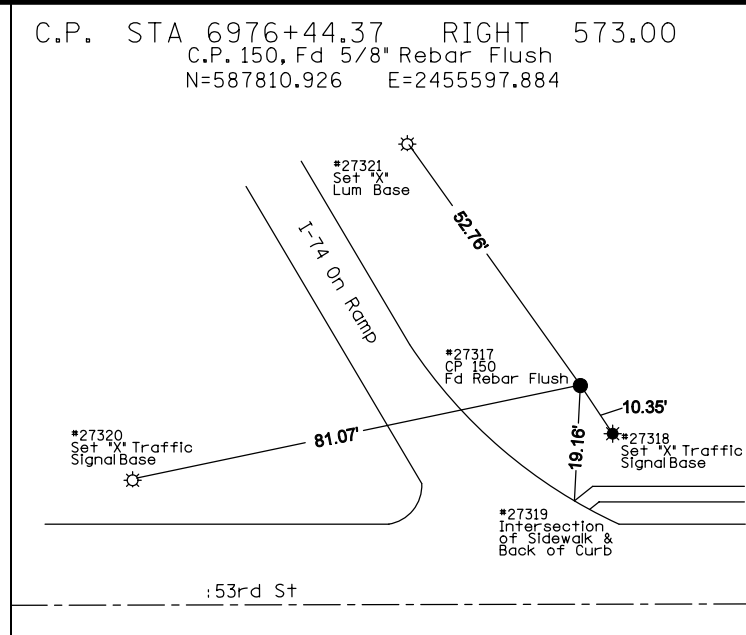 C.P. STA 6976+44.37 RIGHT 573.00
C.P. 150, Fd 5/8" Rebar Flush
N=587810.926 E=2455597.884
#27321
Set "X"
Lum Base
52.76'
I-74 On Ramp
#27317
CP 150
Fd Rebar Flush
10.35'
#27320
Set "X" Traffic
Signal Base
81.07'
19.16'
#27318
Set "X" Traffic
Signal Base
#27319
Intersection
of Sidewalk &
Back of Curb
53rd St